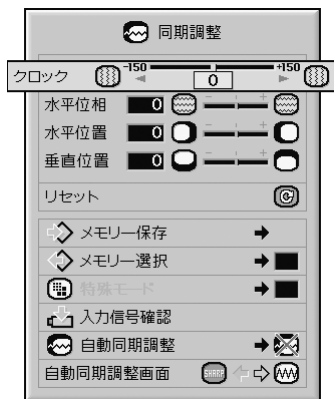 同期調整
クロック -150 0 +150
水平位相 0 - +
水平位置 0 - +
垂直位置 0 - +
リセット
メモリー保存
メモリー選択
特殊モード
入力信号確認
自動同期調整
自動同期調整画面 SHARP